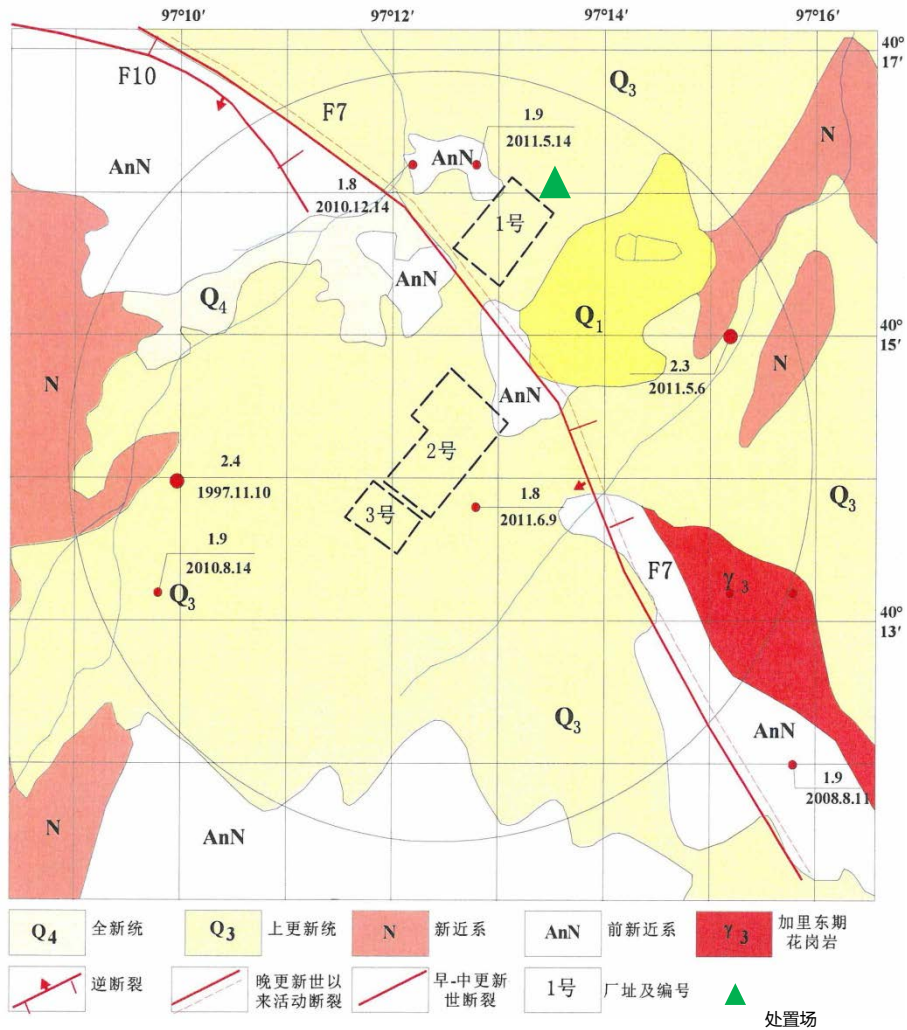 97°10′ 97°12′ 97°14′ 97°16′
40°
17′
F10
F7
Q₃
N
AnN
1.9
2011.5.14
AnN
1.8
2010.12.14
1号
AnN
Q₄
Q₁
40°
15′
N
2.3
2011.5.6
N
AnN
2号
2.4
1997.11.10
3号
1.8
2011.6.9
Q₃
1.9
2010.8.14
Q₃
F7
γ₃
40°
13′
Q₃
AnN
1.9
2008.8.11
N
AnN
Q₄ 全新统 Q₃ 上更新统 N 新近系 AnN 前新近系 γ₃ 加里东期
花岗岩
逆断裂 晚更新世以
来活动断裂 早-中更新
世断裂 1号 厂址及编号
处置场